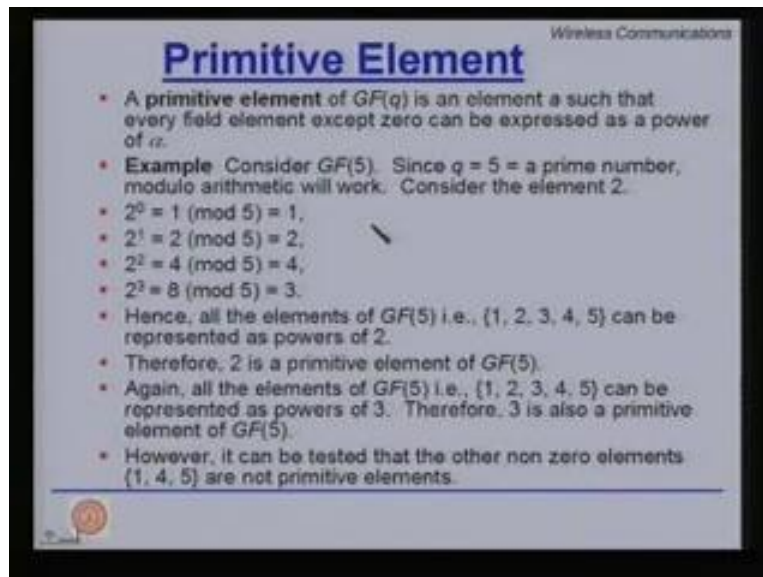 Wireless Communications
Primitive Element
• A primitive element of GF(q) is an element a such that
every field element except zero can be expressed as a power
of α.
• Example Consider GF(5). Since q = 5 = a prime number,
modulo arithmetic will work. Consider the element 2.
• 2⁰ = 1 (mod 5) = 1,
• 2¹ = 2 (mod 5) = 2,
• 2² = 4 (mod 5) = 4,
• 2³ = 8 (mod 5) = 3.
• Hence, all the elements of GF(5) i.e., {1, 2, 3, 4, 5} can be
represented as powers of 2.
• Therefore, 2 is a primitive element of GF(5).
• Again, all the elements of GF(5) i.e., {1, 2, 3, 4, 5} can be
represented as powers of 3. Therefore, 3 is also a primitive
element of GF(5).
• However, it can be tested that the other non zero elements
{1, 4, 5} are not primitive elements.